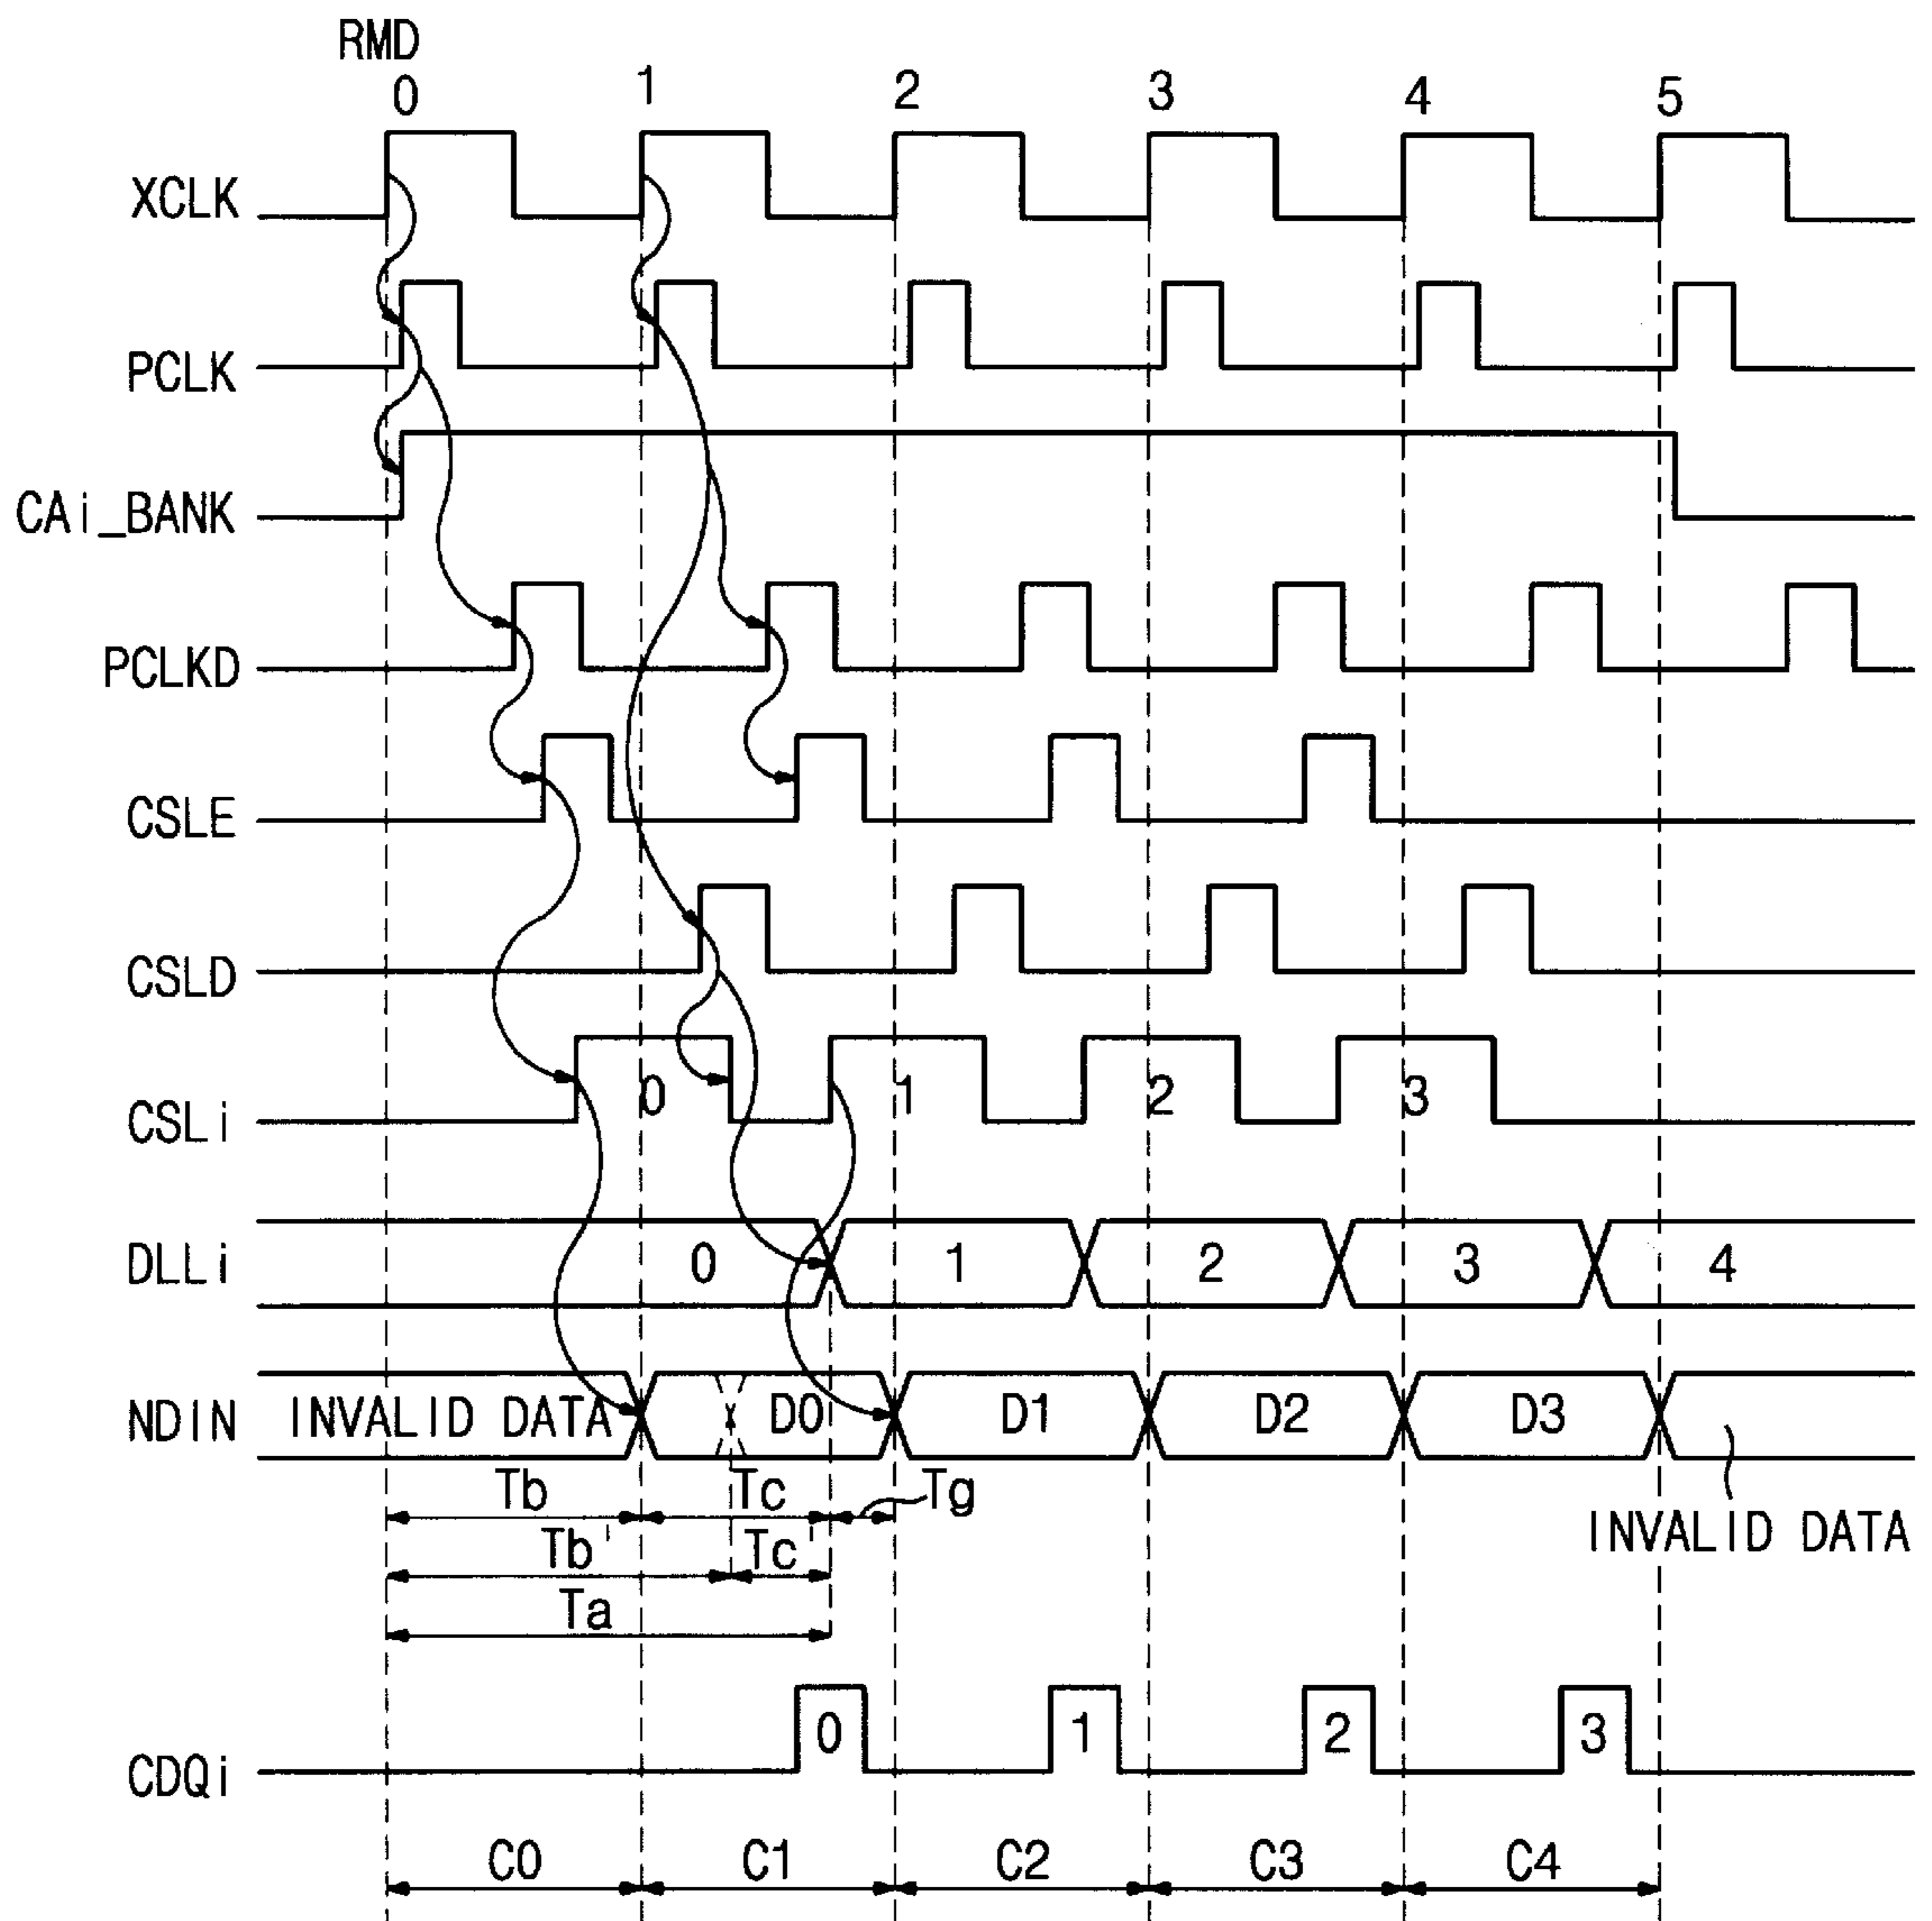 RMD
0 1 2 3 4 5
XCLK
PCLK
CAi_BANK
PCLKD
CSLE
CSLD
CSLi 0 1 2 3
DLLi 0 1 2 3 4
NDIN INVALID DATA D0 D1 D2 D3
Tb Tc Tg
INVALID DATA
Tb' Tc'
Ta
CDQi 0 1 2 3
C0 C1 C2 C3 C4